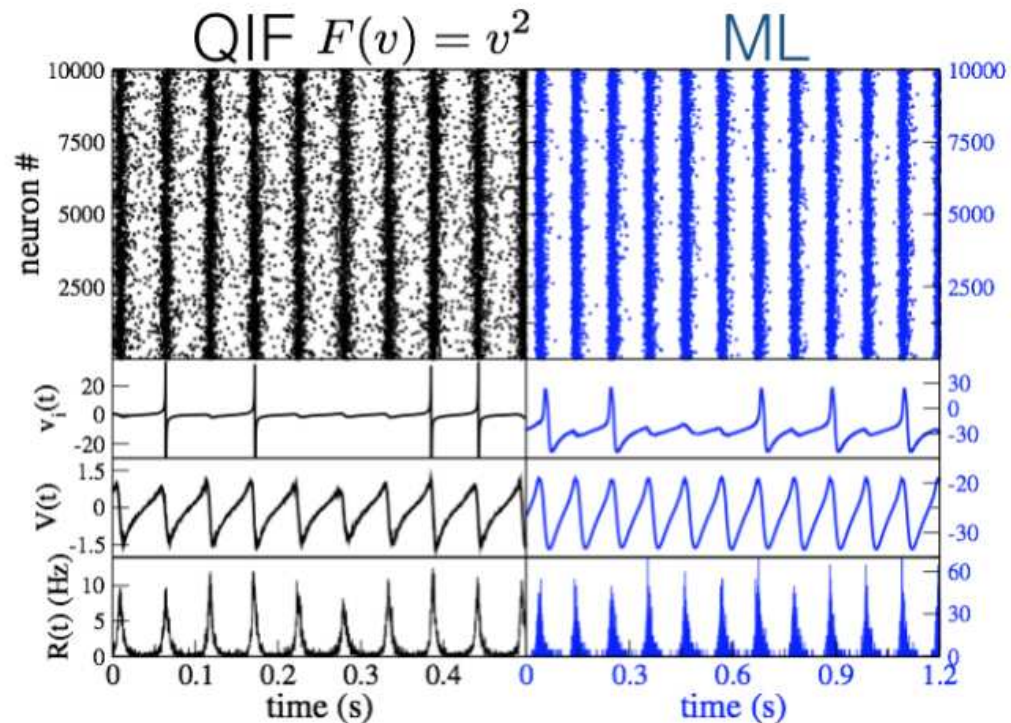 QIF F(v) = v² ML
10000 10000
7500 7500
5000 5000
2500 2500
neuron #
20 30
0 0
-20 -30
v_i(t)
1.5 -20
0
-1.5 -30
V(t)
60
10
5 30
0 0
R(t) (Hz)
0 0.1 0.2 0.3 0.4 0 0.3 0.6 0.9 1.2
time (s) time (s)